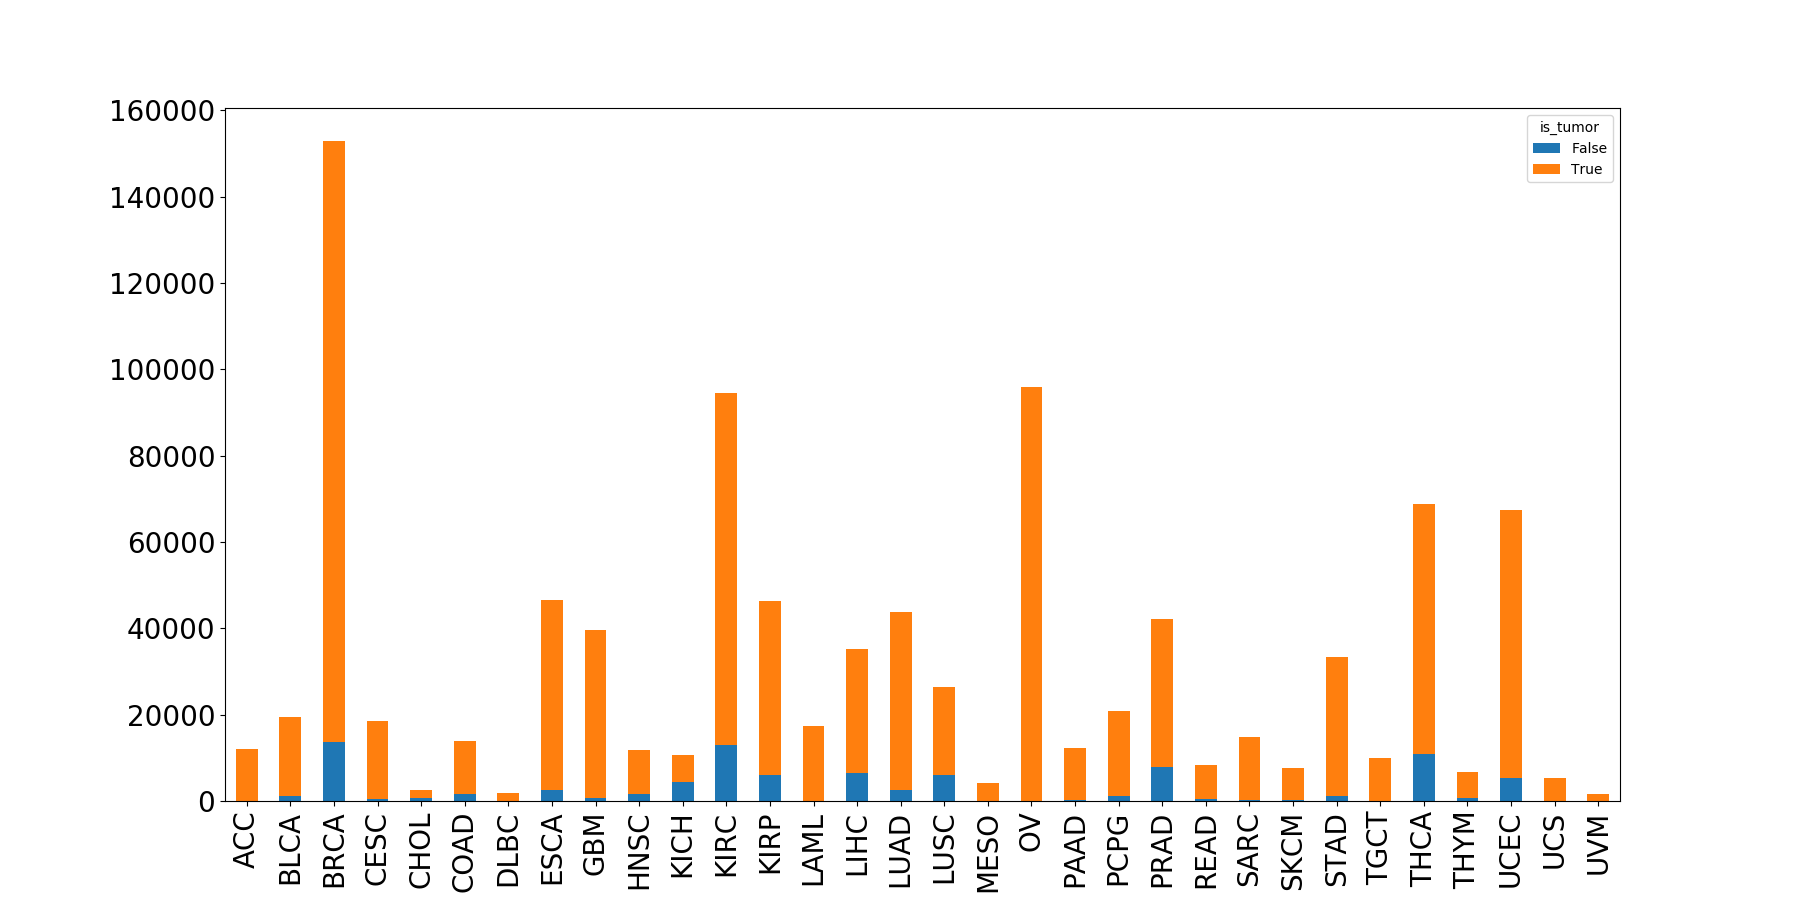 160000
140000
120000
100000
80000
60000
40000
20000
0
is_tumor
False
True
ACC
BLCA
BRCA
CESC
CHOL
COAD
DLBC
ESCA
GBM
HNSC
KICH
KIRC
KIRP
LAML
LIHC
LUAD
LUSC
MESO
OV
PAAD
PCPG
PRAD
READ
SARC
SKCM
STAD
TGCT
THCA
THYM
UCEC
UCS
UVM